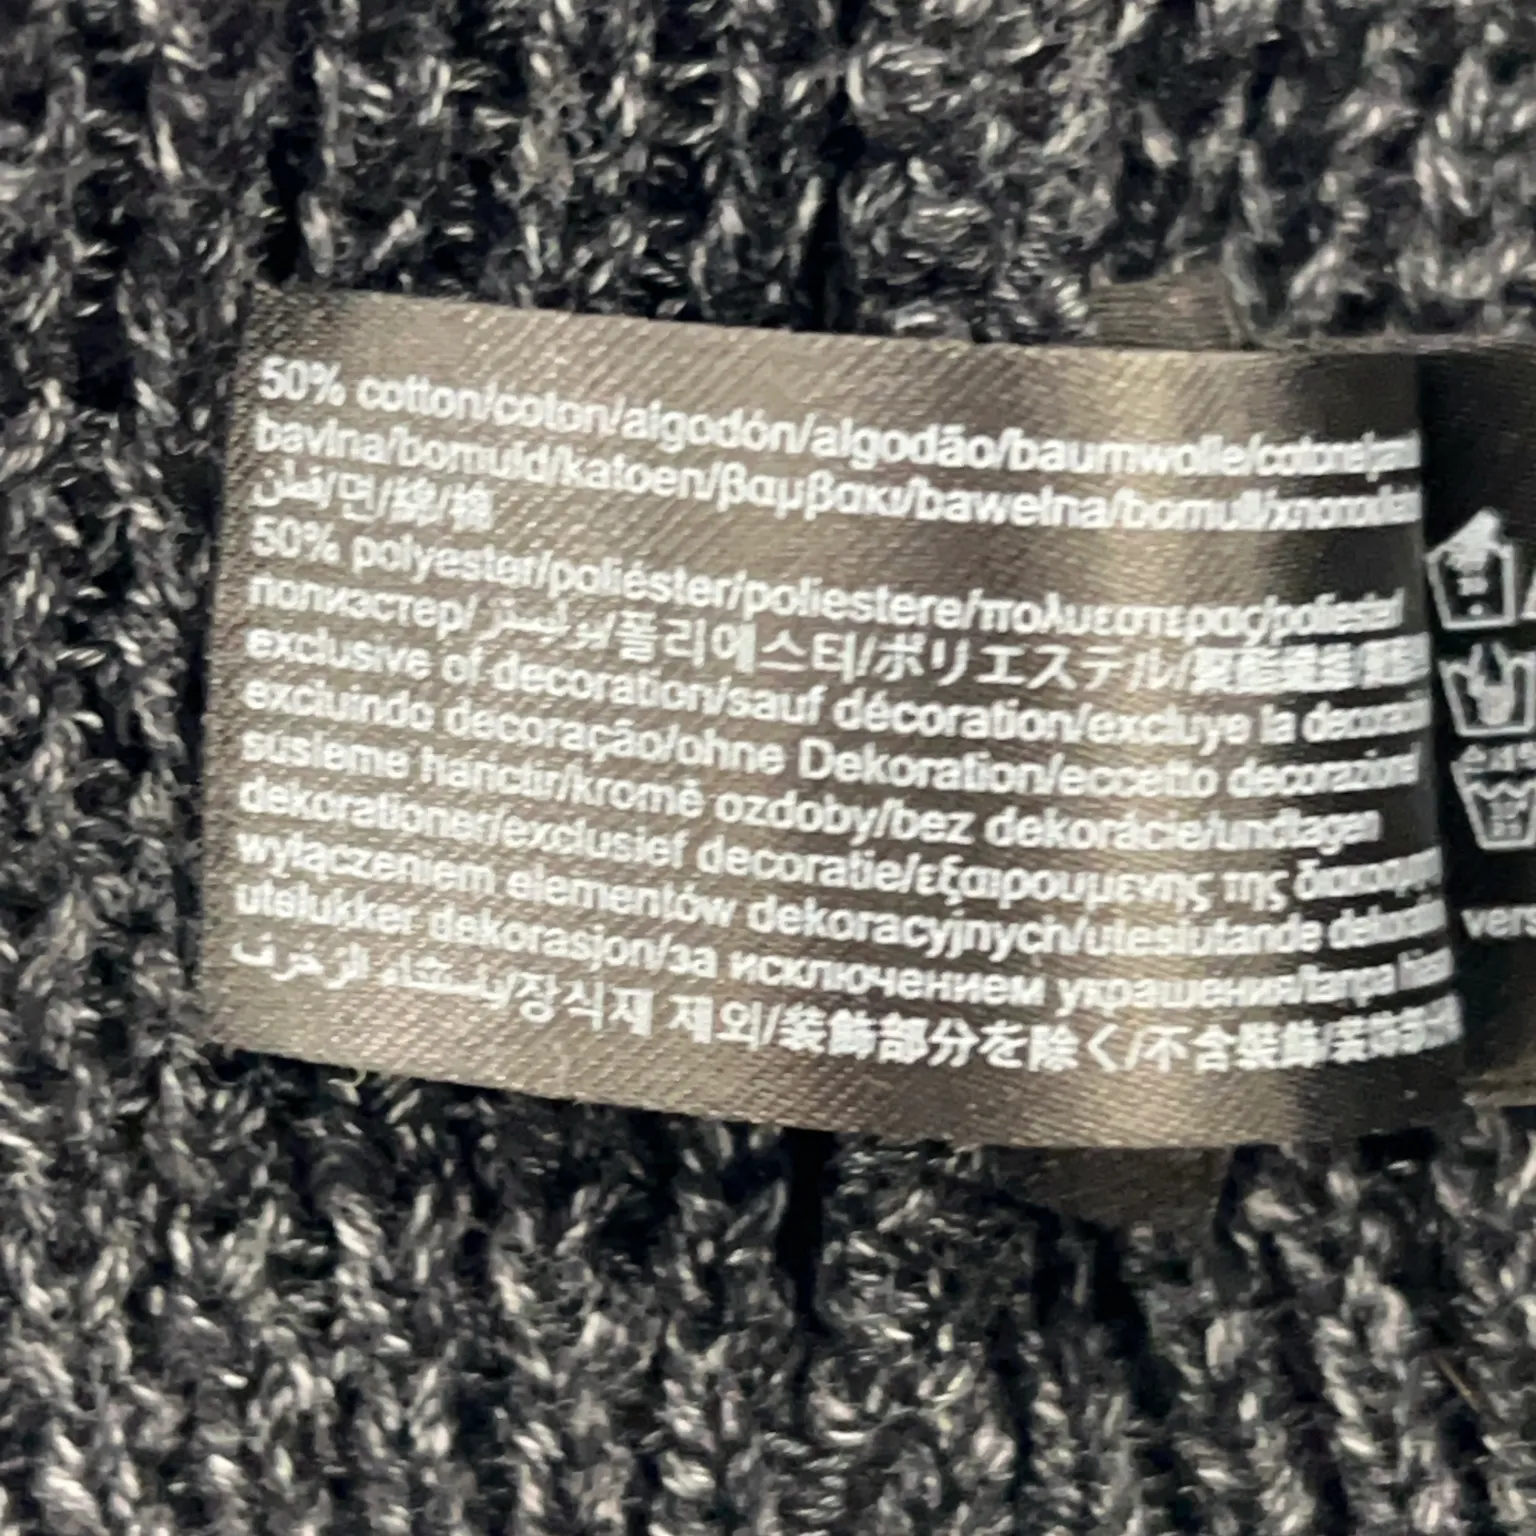 50% cotton/coton/algodón/algodão/baumwolle/cotone/
bavlna/bomuld/katoen/βαμβακι/bawełna/bomull/
قطن/면/綿/棉
50% polyester/poliéster/poliestere/πολυεστερας/poliester/
полиэстер/بوليستر/폴리에스터/ポリエステル/
exclusive of decoration/sauf décoration/excluye la
excluindo decoração/ohne Dekoration/eccetto decorazioni/
süsleme hariçtir/kromě ozdoby/bez dekorácie/undtagen
dekorationer/exclusief decoratie/εξαιρουμενης της
wyłączeniem elementów dekoracyjnych/uteslutande
utelukker dekorasjon/за исключением украшения/tanpa
باستثناء الزخرف/장식재 제외/装飾部分を除く/不含裝飾/